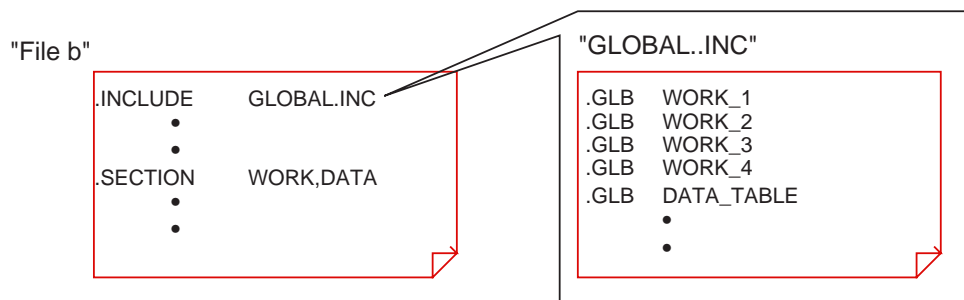 "File b"
.INCLUDE GLOBAL.INC
•
•
.SECTION WORK,DATA
•
•
"GLOBAL..INC"
.GLB WORK_1
.GLB WORK_2
.GLB WORK_3
.GLB WORK_4
.GLB DATA_TABLE
•
•